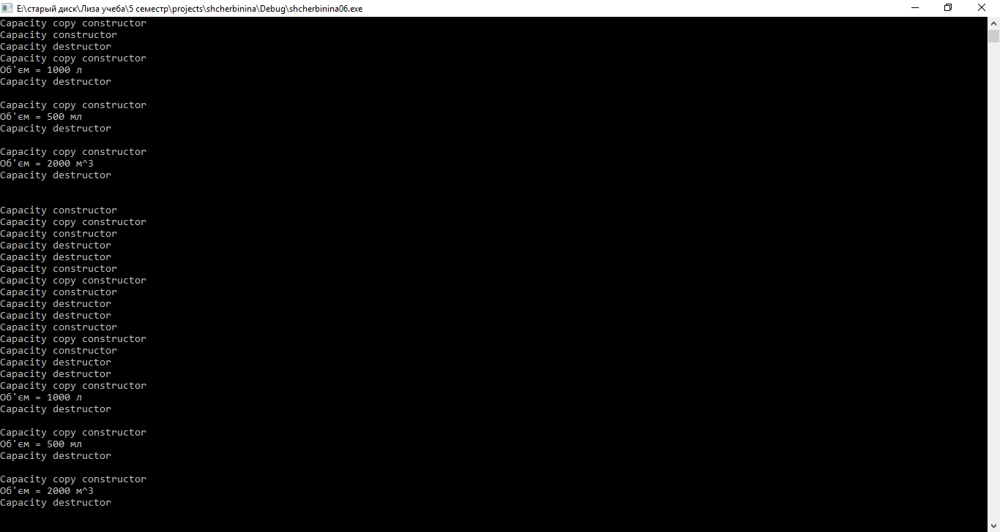 E:\старый диск\Лиза учеба\5 семестр\projects\shcherbinina\Debug\shcherbinina06.exe
Capacity copy constructor
Capacity constructor
Capacity destructor
Capacity copy constructor
Об'єм = 1000 л
Capacity destructor
Capacity copy constructor
Об'єм = 500 мл
Capacity destructor
Capacity copy constructor
Об'єм = 2000 м^3
Capacity destructor
Capacity constructor
Capacity copy constructor
Capacity constructor
Capacity destructor
Capacity destructor
Capacity constructor
Capacity copy constructor
Capacity constructor
Capacity destructor
Capacity destructor
Capacity constructor
Capacity copy constructor
Capacity constructor
Capacity destructor
Capacity destructor
Capacity copy constructor
Об'єм = 1000 л
Capacity destructor
Capacity copy constructor
Об'єм = 500 мл
Capacity destructor
Capacity copy constructor
Об'єм = 2000 м^3
Capacity destructor